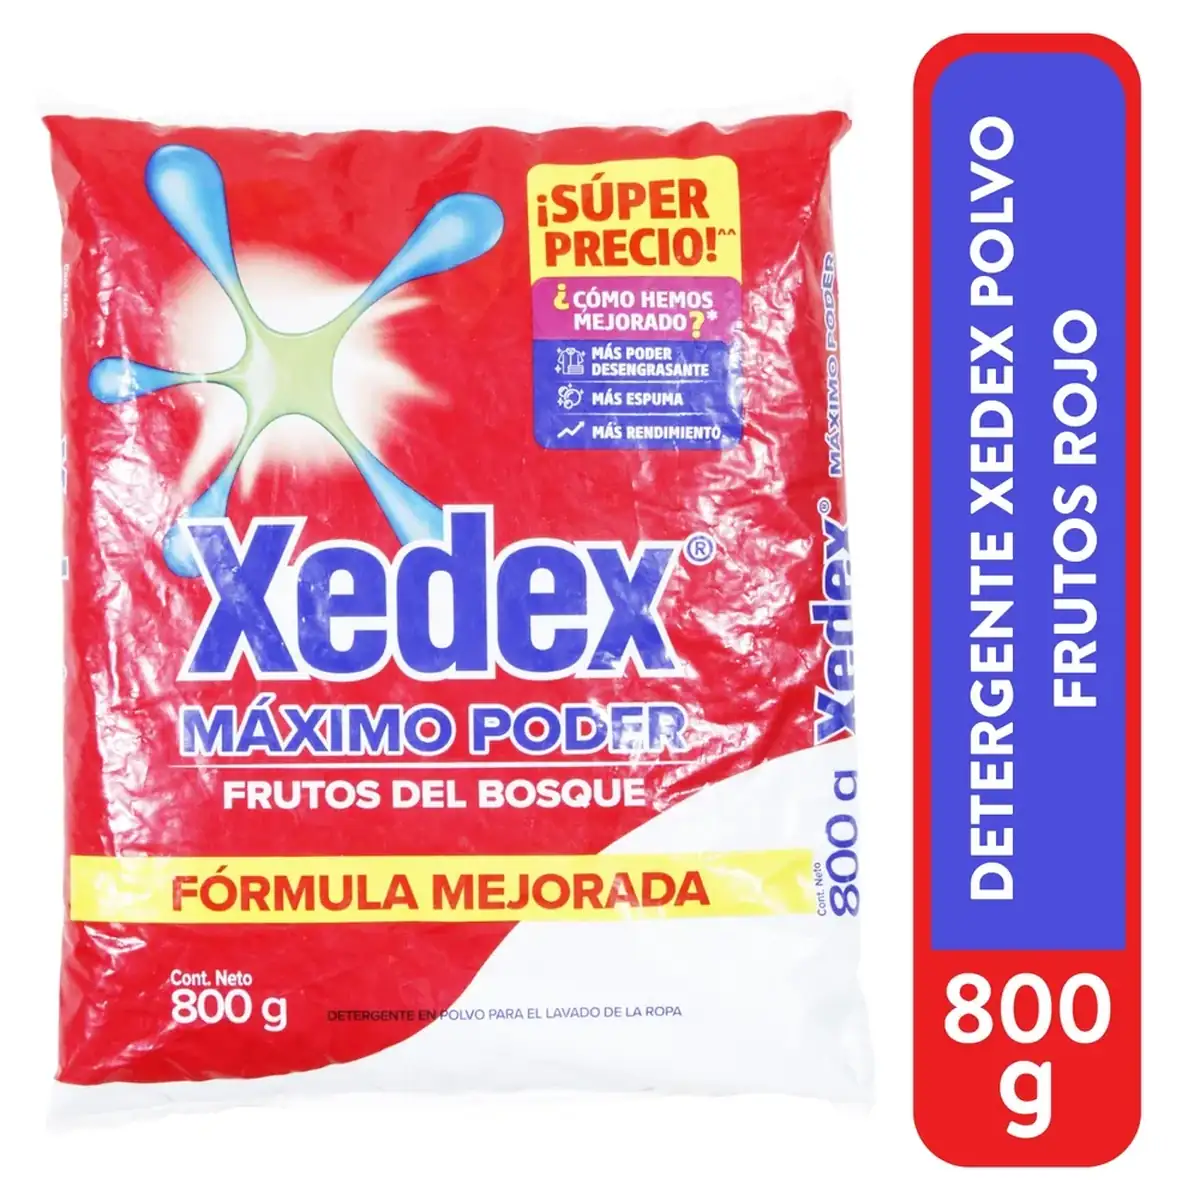 ¡SÚPER
PRECIO!^^
¿CÓMO HEMOS
MEJORADO?*
MÁS PODER
DESENGRASANTE
MÁS ESPUMA
MÁS RENDIMIENTO
Xedex®
MÁXIMO PODER
FRUTOS DEL BOSQUE
FÓRMULA MEJORADA
Cont. Neto
800 g
DETERGENTE EN POLVO PARA EL LAVADO DE LA ROPA
MÁXIMO PODER
Xedex®
Cont. Neto
800 g
DETERGENTE XEDEX POLVO
FRUTOS ROJO
800
g